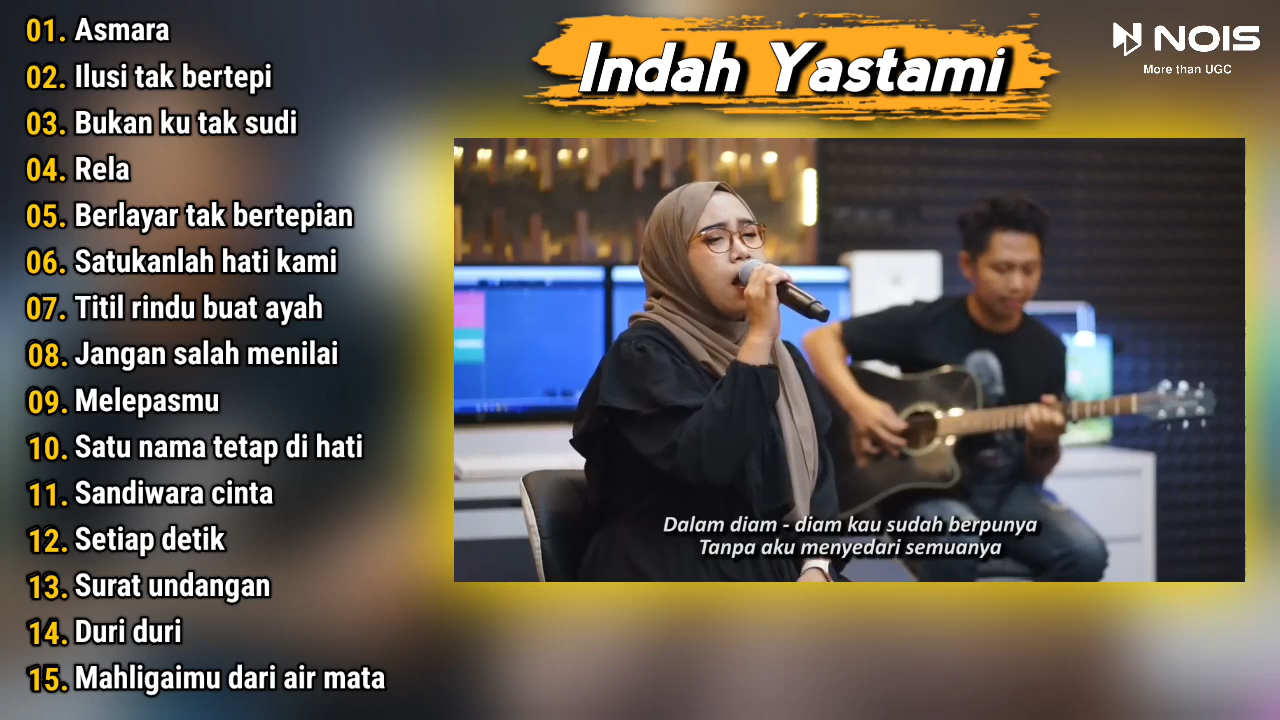 01. Asmara
02. Ilusi tak bertepi
03. Bukan ku tak sudi
04. Rela
05. Berlayar tak bertepian
06. Satukanlah hati kami
07. Titil rindu buat ayah
08. Jangan salah menilai
09. Melepasmu
10. Satu nama tetap di hati
11. Sandiwara cinta
12. Setiap detik
13. Surat undangan
14. Duri duri
15. Mahligaimu dari air mata
Indah Yastami
NOIS
More than UGC
Dalam diam - diam kau sudah berpunya
Tanpa aku menyedari semuanya